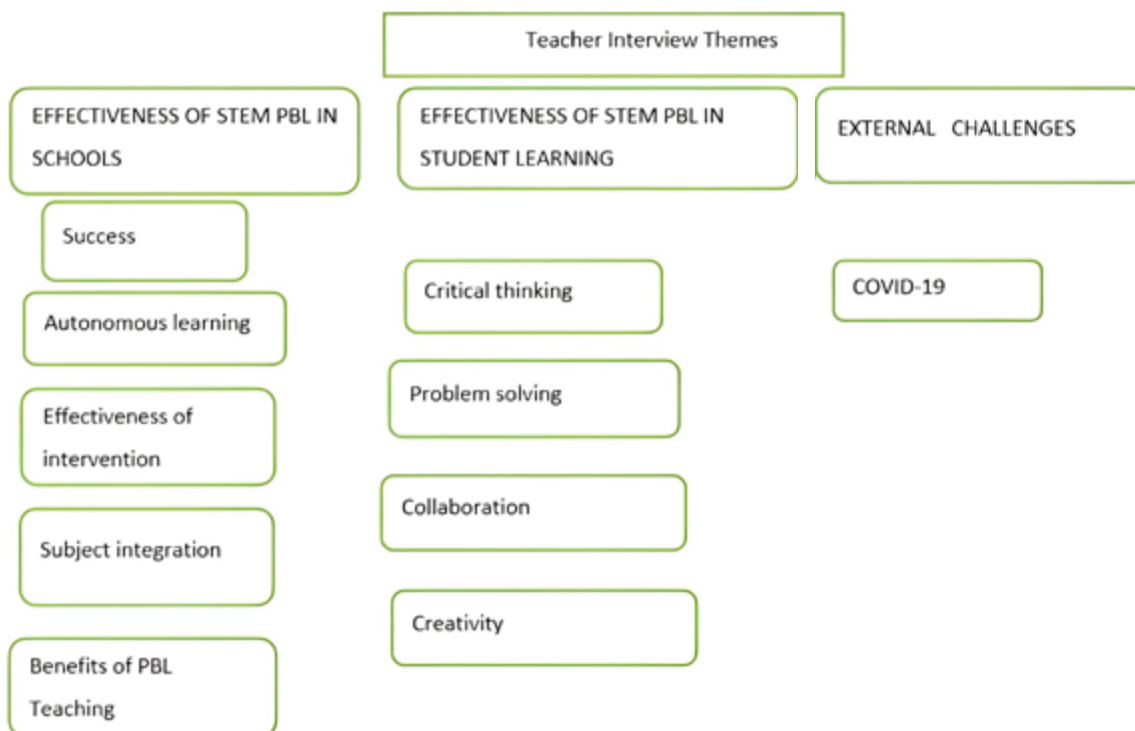 Teacher Interview Themes
EFFECTIVENESS OF STEM PBL IN
SCHOOLS
Success
Autonomous learning
Effectiveness of
intervention
Subject integration
Benefits of PBL
Teaching
EFFECTIVENESS OF STEM PBL IN
STUDENT LEARNING
Critical thinking
Problem solving
Collaboration
Creativity
EXTERNAL CHALLENGES
COVID-19